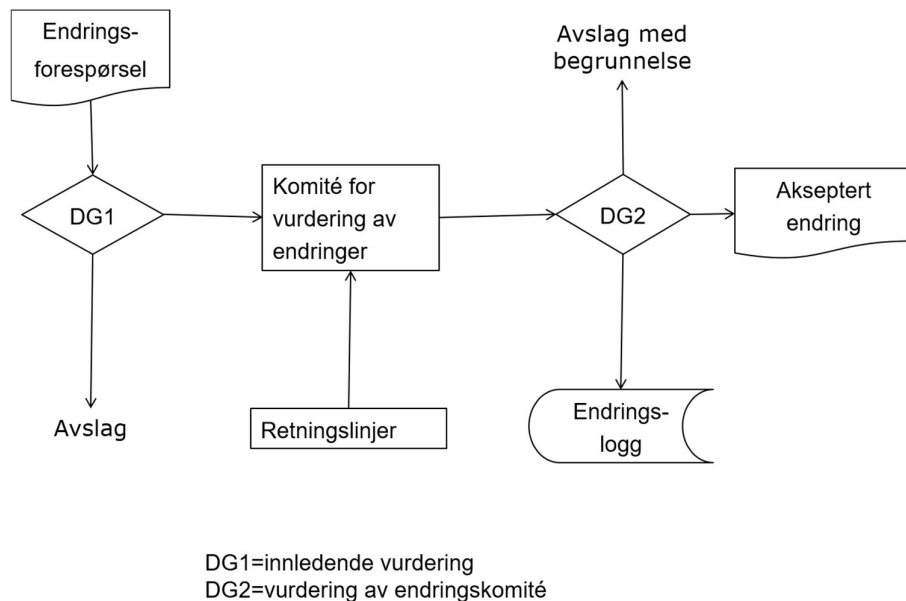 Endrings-
forespørsel
DG1
Avslag
Komité for
vurdering av
endringer
Retningslinjer
Avslag med
begrunnelse
DG2
Akseptert
endring
Endrings-
logg
DG1=innledende vurdering
DG2=vurdering av endringskomité